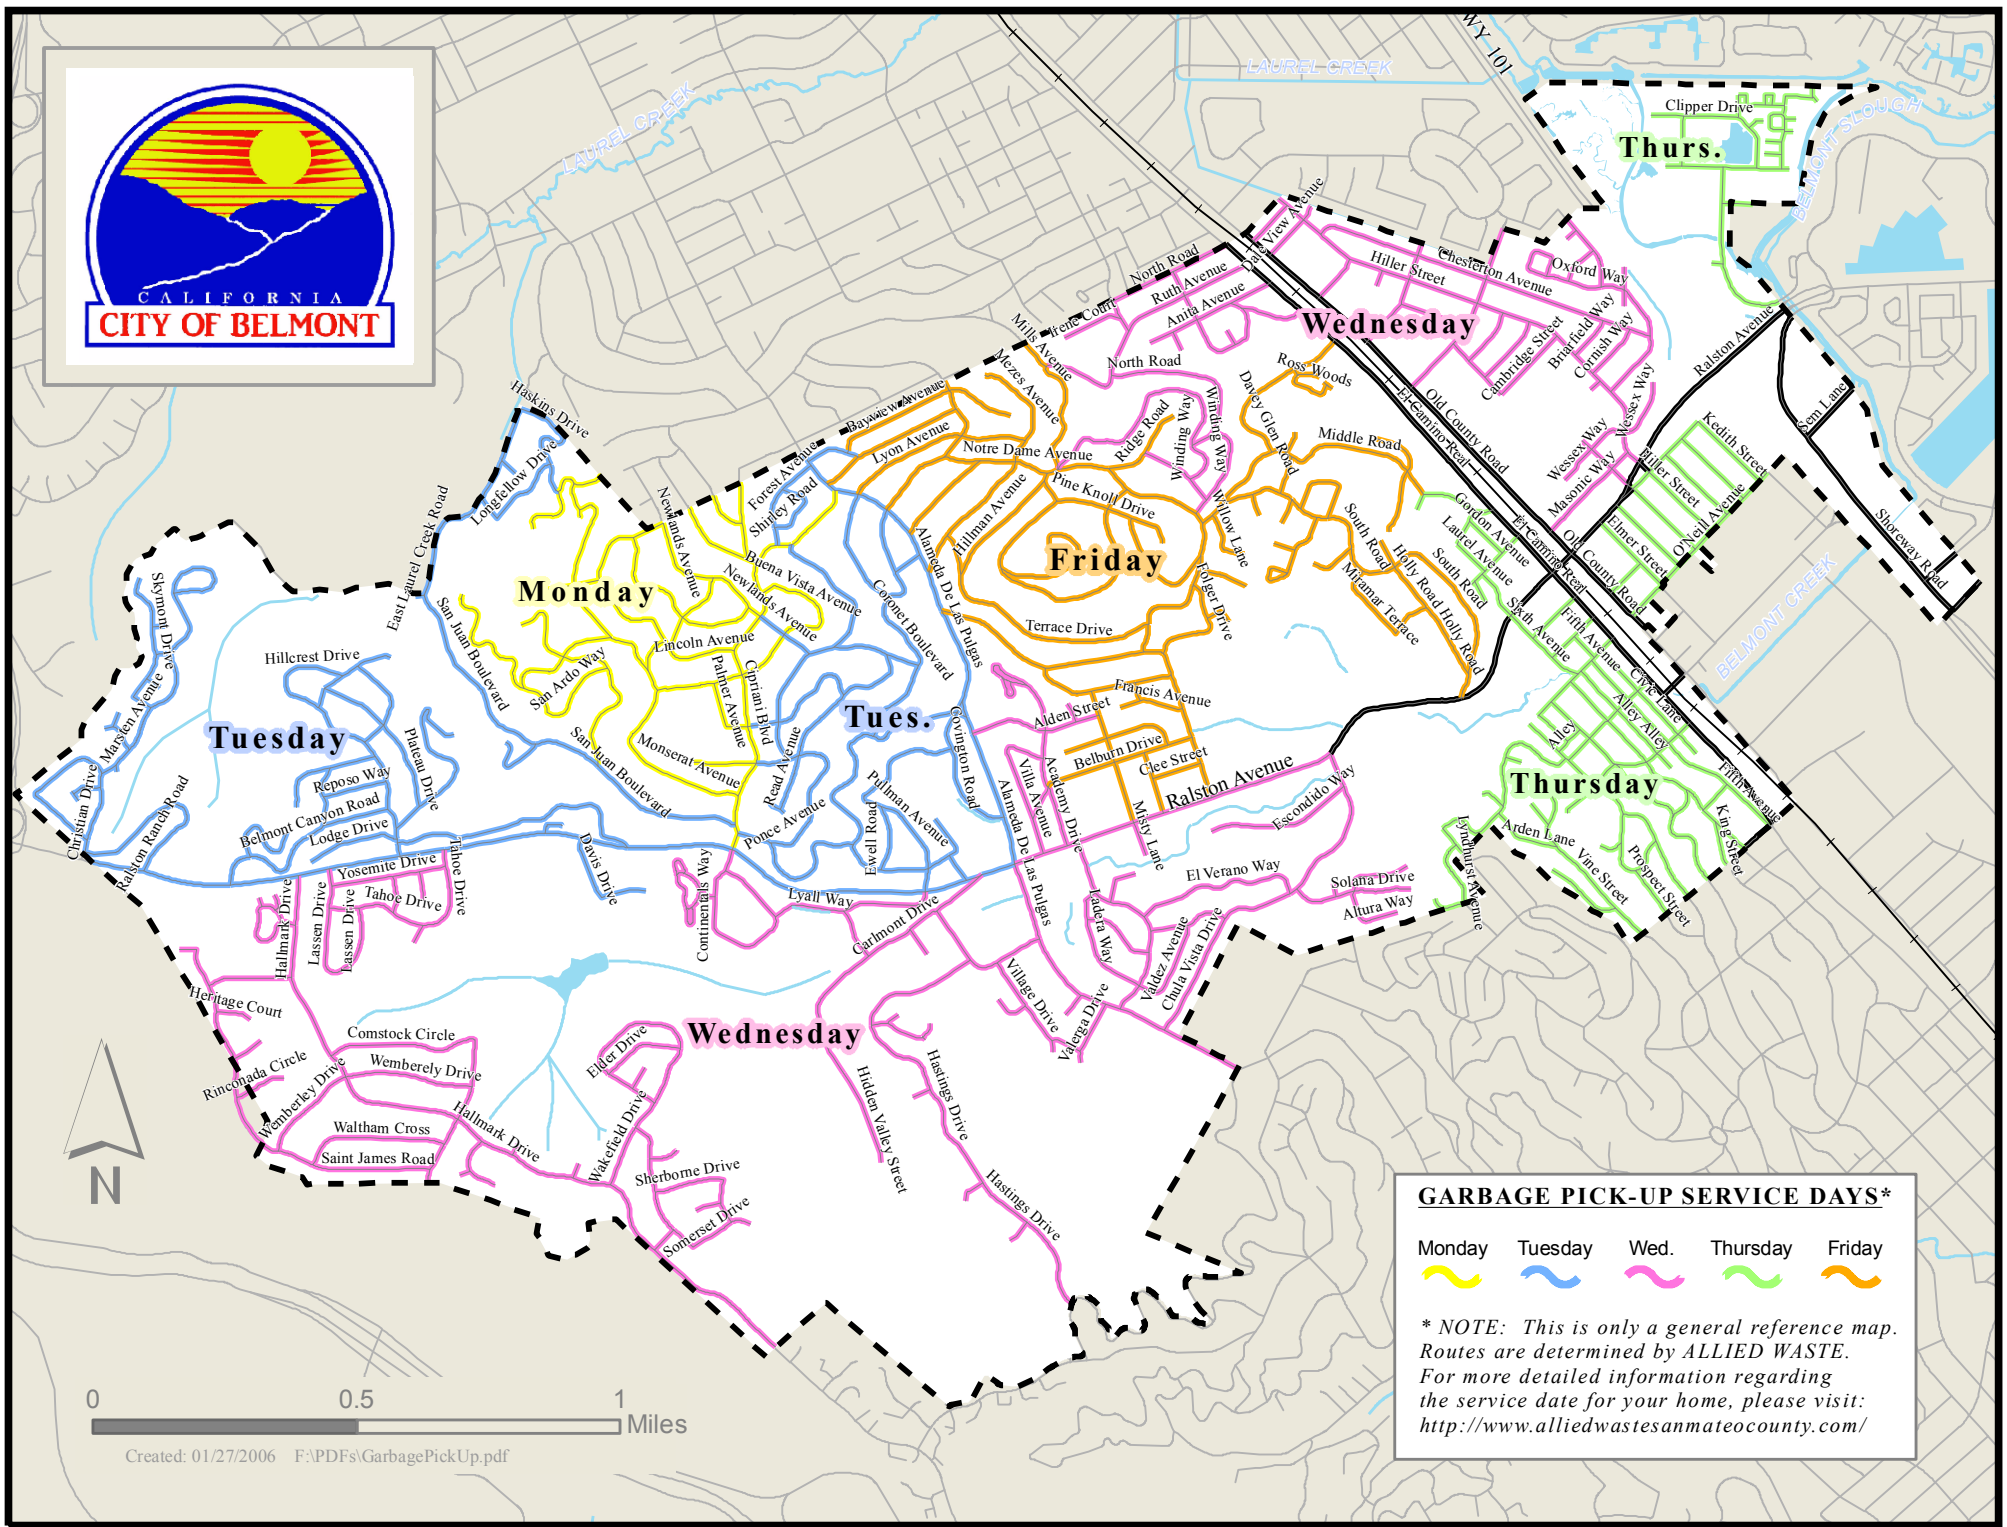 CALIFORNIA
CITY OF BELMONT
LAUREL CREEK
LAUREL CREEK
WY 101
Clipper Drive
Thurs.
BELMONT SLOUGH
Dale View Avenue
North Road
Ruth Avenue
Anita Avenue
Irene Court
Hiller Street
Chesterton Avenue
Oxford Way
Wednesday
Cambridge Street
Briarfield Way
Cornish Way
Wessex Way
Ralston Avenue
Sem Lane
Mills Avenue
Mezes Avenue
North Road
Ross Woods
Davey Glen Road
Old County Road
El Camino Real
Haskins Drive
Bayview Avenue
Lyon Avenue
Notre Dame Avenue
Ridge Road
Winding Way
Winding Way
Middle Road
Wessex Way
Masonic Way
Kedith Street
Hiller Street
Elmer Street
O'Neill Avenue
Shoreway Road
Longfellow Drive
East Laurel Creek Road
Newlands Avenue
Forest Avenue
Shirley Road
Pine Knoll Drive
Hillman Avenue
Willow Lane
South Road
Gordon Avenue
Laurel Avenue
El Camino Real
Old County Road
BELMONT CREEK
Monday
Buena Vista Avenue
Newlands Avenue
Alameda De Las Pulgas
Coronet Boulevard
Friday
Folger Drive
Holly Road
Holly Road
Miramar Terrace
South Road
Sixth Avenue
Fifth Avenue
Civic Lane
Skymont Drive
San Juan Boulevard
Hillcrest Drive
Lincoln Avenue
San Ardo Way
Palmer Avenue
Cipriani Blvd
Terrace Drive
Francis Avenue
Alden Street
Alley
Alley
Alley
Marsten Avenue
Tuesday
Plateau Drive
San Juan Boulevard
Monserat Avenue
Read Avenue
Tues.
Covington Road
Belburn Drive
Clee Street
Thursday
Fifth Avenue
Reposo Way
Belmont Canyon Road
Lodge Drive
Ralston Ranch Road
Christian Drive
Ponce Avenue
Ewell Road
Pullman Avenue
Alameda De Las Pulgas
Villa Avenue
Academy Drive
Misty Lane
Ralston Avenue
Escondido Way
Lyndhurst Avenue
Arden Lane
Vine Street
Prospect Street
King Street
Yosemite Drive
Tahoe Drive
Tahoe Drive
Davis Drive
Continentals Way
Lyall Way
Carlmont Drive
El Verano Way
Solana Drive
Altura Way
Hallmark Drive
Lassen Drive
Lassen Drive
Ladera Way
Valdez Avenue
Chula Vista Drive
Heritage Court
Village Drive
Valerga Drive
Comstock Circle
Wemberely Drive
Rinconada Circle
Wemberley Drive
Elder Drive
Wednesday
Hidden Valley Street
Hastings Drive
Waltham Cross
Saint James Road
Hallmark Drive
Wakefield Drive
Sherborne Drive
Somerset Drive
Hastings Drive
N
GARBAGE PICK-UP SERVICE DAYS*
Monday Tuesday Wed. Thursday Friday
* NOTE: This is only a general reference map.
Routes are determined by ALLIED WASTE.
For more detailed information regarding
the service date for your home, please visit:
http://www.alliedwastesanmateocounty.com/
0 0.5 1
Miles
Created: 01/27/2006 F:\PDFs\GarbagePickUp.pdf